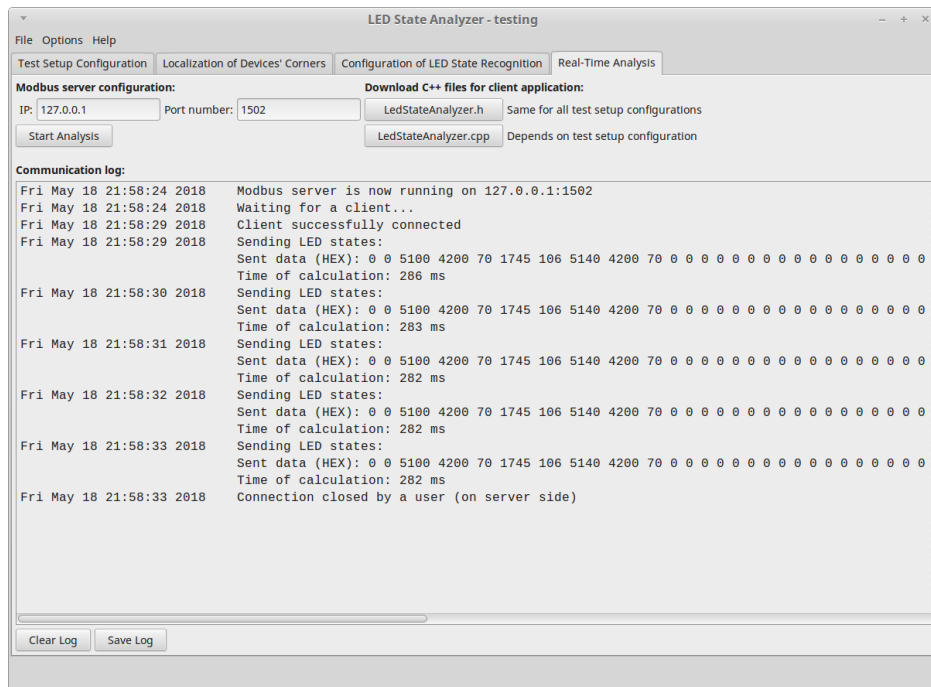 LED State Analyzer - testing
File Options Help
Test Setup Configuration Localization of Devices' Corners Configuration of LED State Recognition Real-Time Analysis
Modbus server configuration: Download C++ files for client application:
IP: 127.0.0.1 Port number: 1502 LedStateAnalyzer.h Same for all test setup configurations
Start Analysis LedStateAnalyzer.cpp Depends on test setup configuration
Communication log:
Fri May 18 21:58:24 2018 Modbus server is now running on 127.0.0.1:1502
Fri May 18 21:58:24 2018 Waiting for a client...
Fri May 18 21:58:29 2018 Client successfully connected
Fri May 18 21:58:29 2018 Sending LED states:
Sent data (HEX): 0 0 5100 4200 70 1745 106 5140 4200 70 0 0 0 0 0 0 0 0 0 0 0 0 0 0 0 0 0
Time of calculation: 286 ms
Fri May 18 21:58:30 2018 Sending LED states:
Sent data (HEX): 0 0 5100 4200 70 1745 106 5140 4200 70 0 0 0 0 0 0 0 0 0 0 0 0 0 0 0 0 0
Time of calculation: 283 ms
Fri May 18 21:58:31 2018 Sending LED states:
Sent data (HEX): 0 0 5100 4200 70 1745 106 5140 4200 70 0 0 0 0 0 0 0 0 0 0 0 0 0 0 0 0 0
Time of calculation: 282 ms
Fri May 18 21:58:32 2018 Sending LED states:
Sent data (HEX): 0 0 5100 4200 70 1745 106 5140 4200 70 0 0 0 0 0 0 0 0 0 0 0 0 0 0 0 0 0
Time of calculation: 282 ms
Fri May 18 21:58:33 2018 Sending LED states:
Sent data (HEX): 0 0 5100 4200 70 1745 106 5140 4200 70 0 0 0 0 0 0 0 0 0 0 0 0 0 0 0 0 0
Time of calculation: 282 ms
Fri May 18 21:58:33 2018 Connection closed by a user (on server side)
Clear Log Save Log